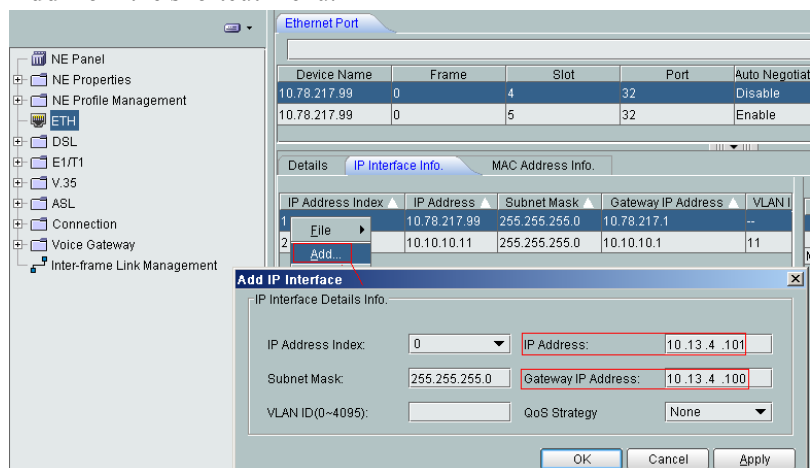 Ethernet Port
NE Panel
NE Properties
NE Profile Management
ETH
DSL
E1/T1
V.35
ASL
Connection
Voice Gateway
Inter-frame Link Management
Device Name Frame Slot Port Auto Negotiat
10.78.217.99 0 4 32 Disable
10.78.217.99 0 5 32 Enable
Details IP Interface Info. MAC Address Info.
IP Address Index IP Address Subnet Mask Gateway IP Address VLAN I
1 10.78.217.99 255.255.255.0 10.78.217.1 --
2 10.10.10.11 255.255.255.0 10.10.10.1 11
File
Add...
Add IP Interface
IP Interface Details Info.
IP Address Index: 0 IP Address: 10 .13 .4 .101
Subnet Mask: 255.255.255.0 Gateway IP Address: 10 .13 .4 .100
VLAN ID(0~4095): QoS Strategy None
OK Cancel Apply